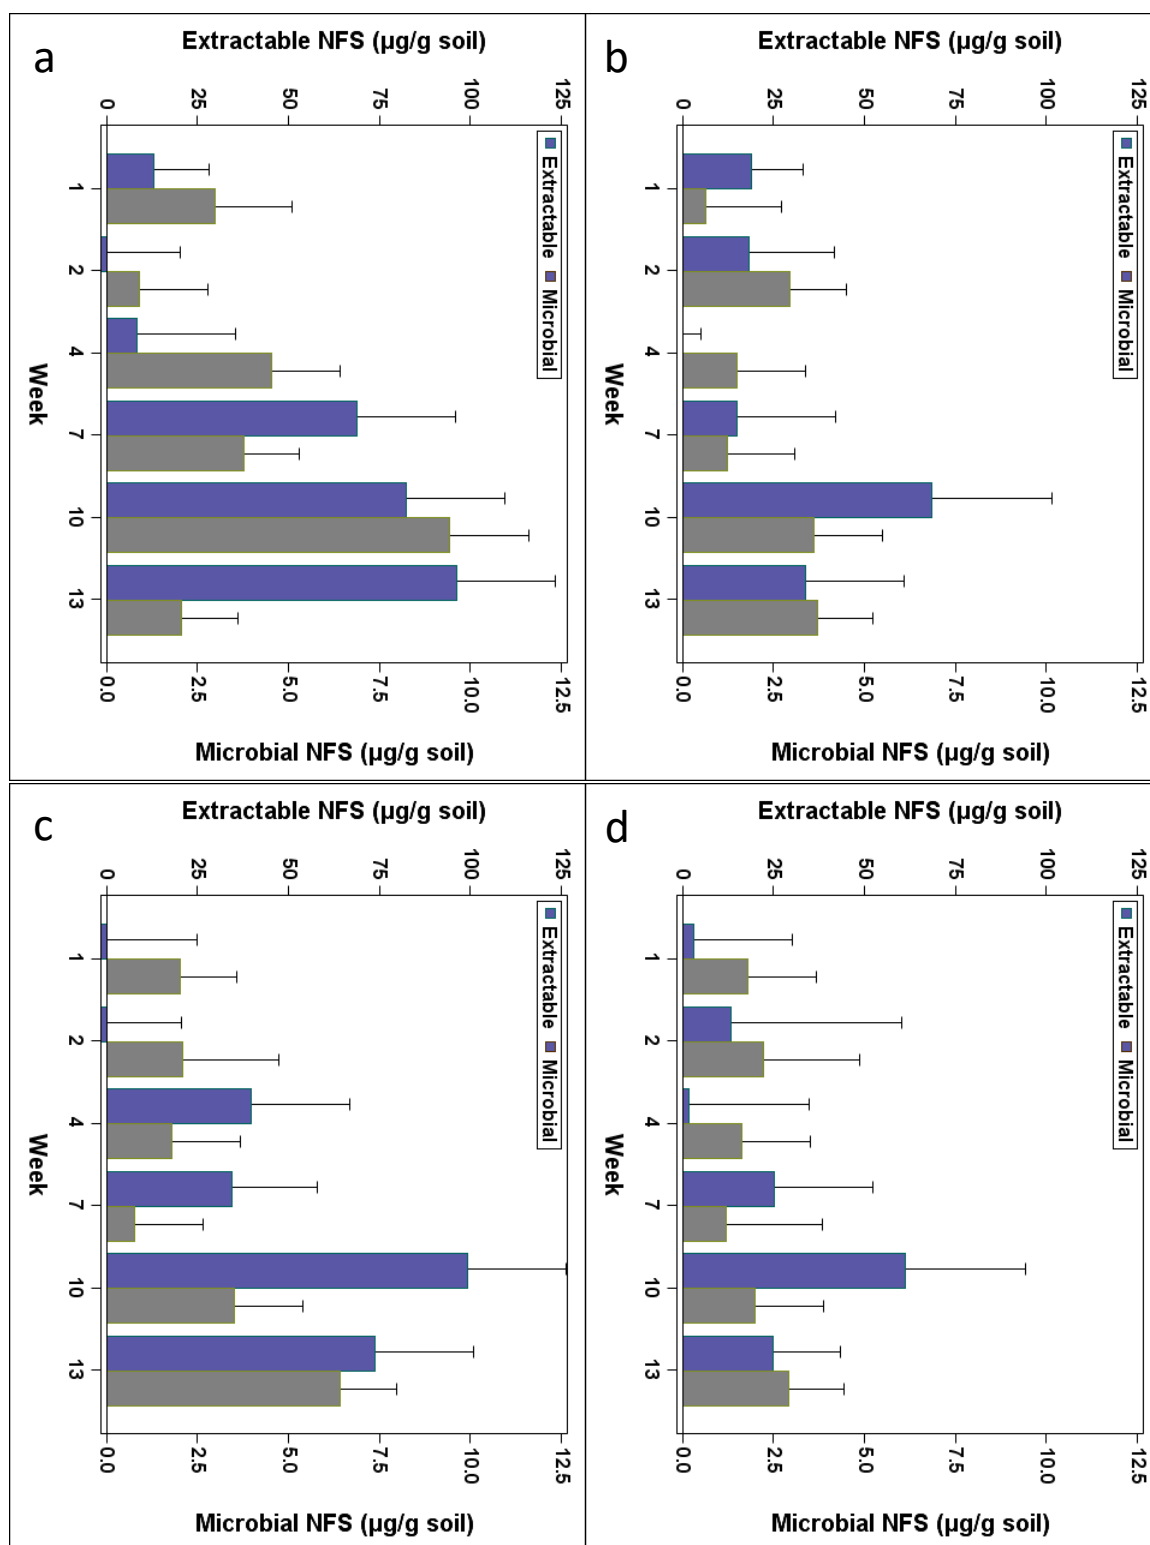 a
Extractable NFS (µg/g soil)
0 25 50 75 100 125
Extractable Microbial
1 2 4 7 10 13
Week
0.0 2.5 5.0 7.5 10.0 12.5
Microbial NFS (µg/g soil)
b
Extractable NFS (µg/g soil)
0 25 50 75 100 125
Extractable Microbial
1 2 4 7 10 13
Week
0.0 2.5 5.0 7.5 10.0 12.5
Microbial NFS (µg/g soil)
c
Extractable NFS (µg/g soil)
0 25 50 75 100 125
Extractable Microbial
1 2 4 7 10 13
Week
0.0 2.5 5.0 7.5 10.0 12.5
Microbial NFS (µg/g soil)
d
Extractable NFS (µg/g soil)
0 25 50 75 100 125
Extractable Microbial
1 2 4 7 10 13
Week
0.0 2.5 5.0 7.5 10.0 12.5
Microbial NFS (µg/g soil)